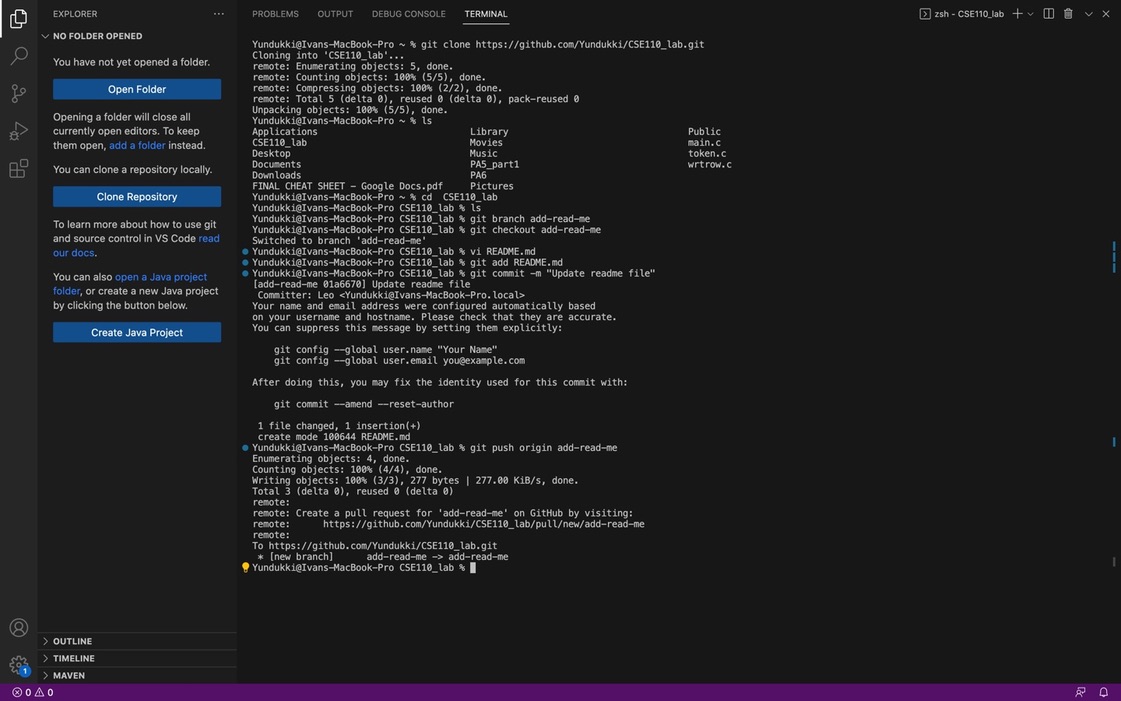 EXPLORER
NO FOLDER OPENED
You have not yet opened a folder.
Open Folder
Opening a folder will close all
currently open editors. To keep
them open, add a folder instead.
You can clone a repository locally.
Clone Repository
To learn more about how to use git
and source control in VS Code read
our docs.
You can also open a Java project
folder, or create a new Java project
by clicking the button below.
Create Java Project
OUTLINE
TIMELINE
MAVEN
1
PROBLEMS OUTPUT DEBUG CONSOLE TERMINAL
zsh - CSE110_lab
Yundukki@Ivans-MacBook-Pro ~ % git clone https://github.com/Yundukki/CSE110_lab.git
Cloning into 'CSE110_lab'...
remote: Enumerating objects: 5, done.
remote: Counting objects: 100% (5/5), done.
remote: Compressing objects: 100% (2/2), done.
remote: Total 5 (delta 0), reused 0 (delta 0), pack-reused 0
Unpacking objects: 100% (5/5), done.
Yundukki@Ivans-MacBook-Pro ~ % ls
Applications Library Public
CSE110_lab Movies main.c
Desktop Music token.c
Documents PA5_part1 wrtrow.c
Downloads PA6
FINAL CHEAT SHEET - Google Docs.pdf Pictures
Yundukki@Ivans-MacBook-Pro ~ % cd  CSE110_lab
Yundukki@Ivans-MacBook-Pro CSE110_lab % ls
Yundukki@Ivans-MacBook-Pro CSE110_lab % git branch add-read-me
Yundukki@Ivans-MacBook-Pro CSE110_lab % git checkout add-read-me
Switched to branch 'add-read-me'
Yundukki@Ivans-MacBook-Pro CSE110_lab % vi README.md
Yundukki@Ivans-MacBook-Pro CSE110_lab % git add README.md
Yundukki@Ivans-MacBook-Pro CSE110_lab % git commit -m "Update readme file"
[add-read-me 01a6670] Update readme file
Committer: Leo <Yundukki@Ivans-MacBook-Pro.local>
Your name and email address were configured automatically based
on your username and hostname. Please check that they are accurate.
You can suppress this message by setting them explicitly:
git config --global user.name "Your Name"
git config --global user.email you@example.com
After doing this, you may fix the identity used for this commit with:
git commit --amend --reset-author
1 file changed, 1 insertion(+)
create mode 100644 README.md
Yundukki@Ivans-MacBook-Pro CSE110_lab % git push origin add-read-me
Enumerating objects: 4, done.
Counting objects: 100% (4/4), done.
Writing objects: 100% (3/3), 277 bytes | 277.00 KiB/s, done.
Total 3 (delta 0), reused 0 (delta 0)
remote:
remote: Create a pull request for 'add-read-me' on GitHub by visiting:
remote:      https://github.com/Yundukki/CSE110_lab/pull/new/add-read-me
remote:
To https://github.com/Yundukki/CSE110_lab.git
* [new branch]      add-read-me -> add-read-me
Yundukki@Ivans-MacBook-Pro CSE110_lab %
0 0